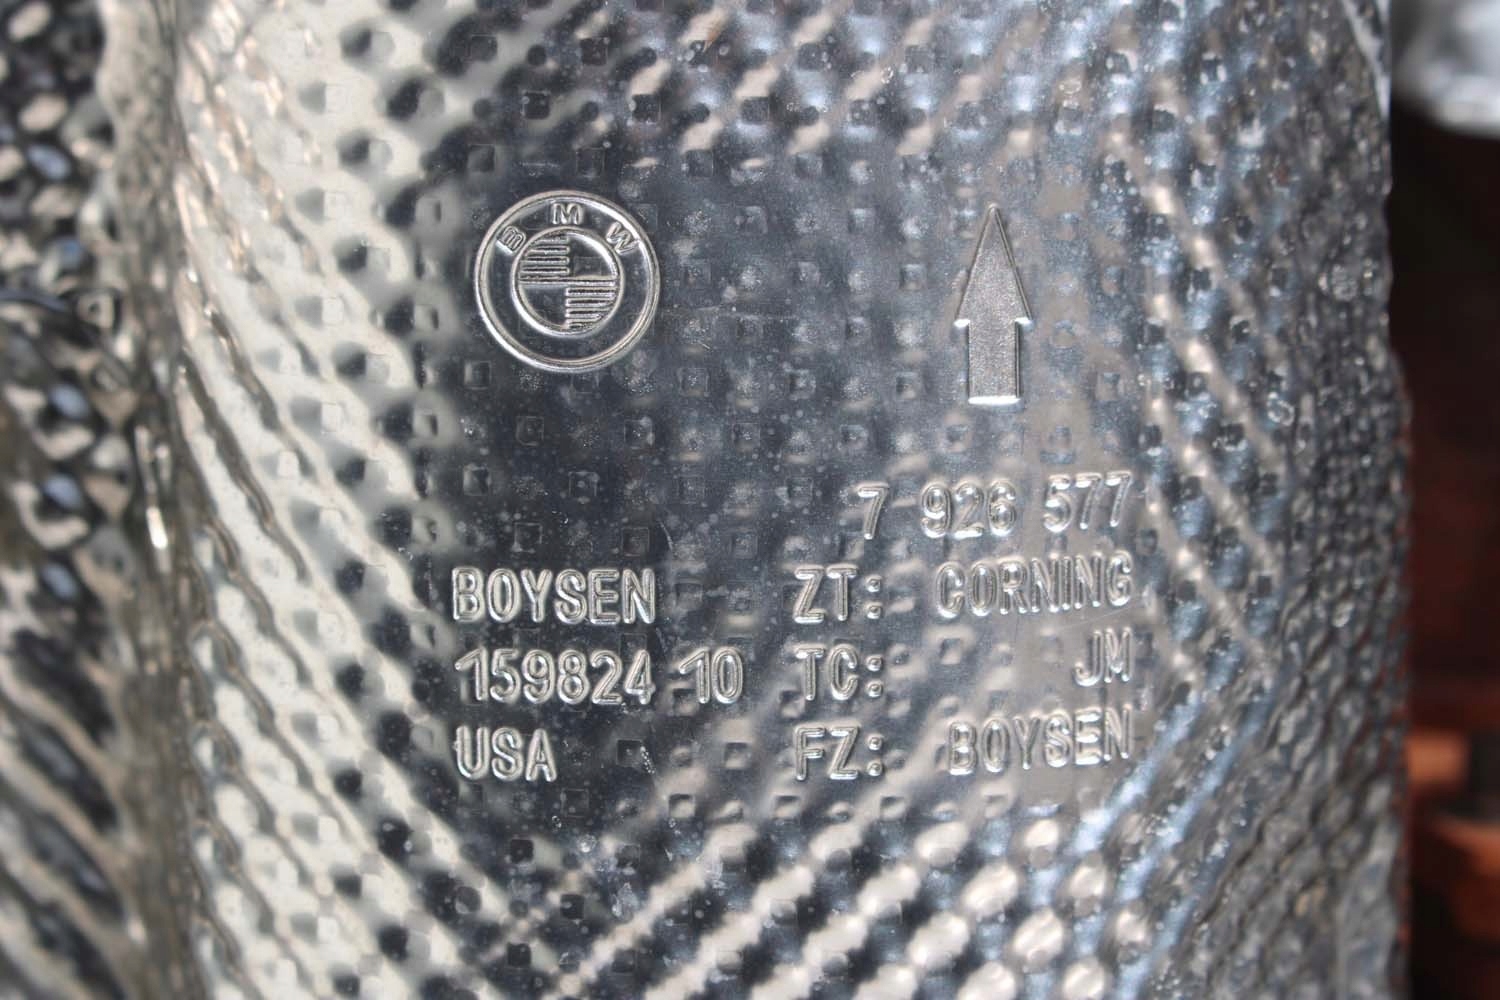 BMW
7 926 577
BOYSEN ZT: CORNING
159824-10 TC: JM
USA FZ: BOYSEN